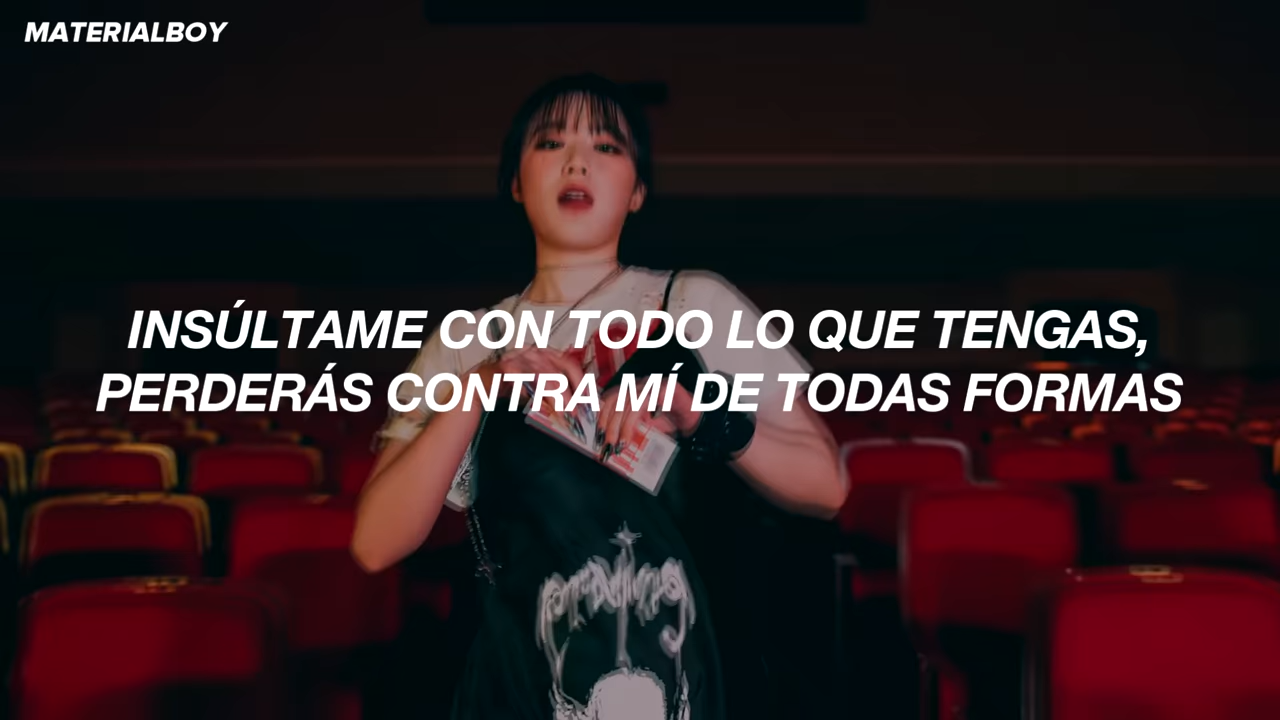 MATERIALBOY
INSÚLTAME CON TODO LO QUE TENGAS,
PERDERÁS CONTRA MÍ DE TODAS FORMAS